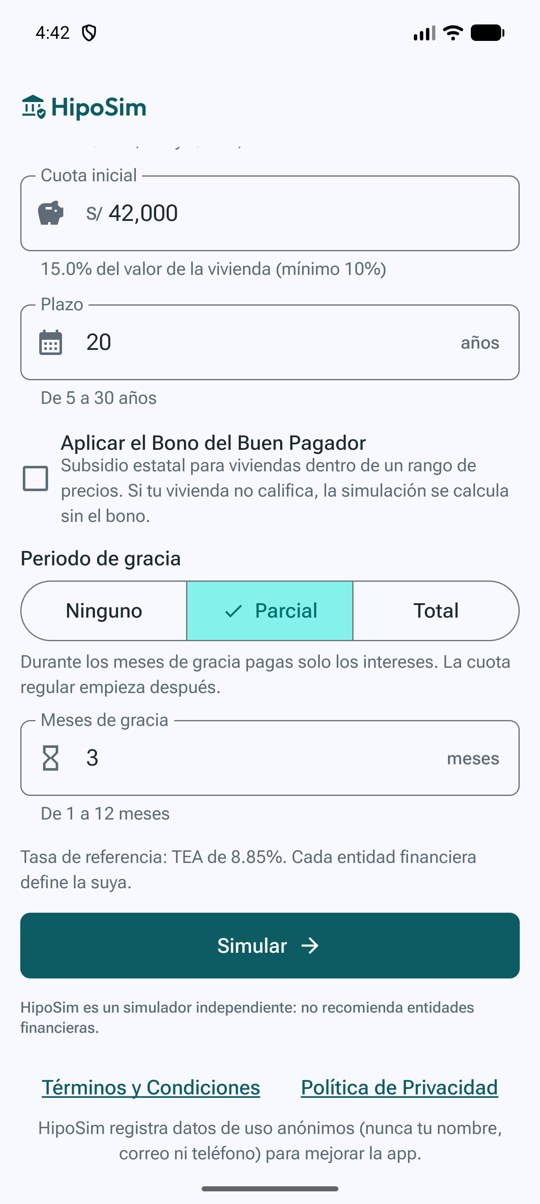 4:42
HipoSim
Cuota inicial
S/ 42,000
15.0% del valor de la vivienda (mínimo 10%)
Plazo
20 años
De 5 a 30 años
Aplicar el Bono del Buen Pagador
Subsidio estatal para viviendas dentro de un rango de
precios. Si tu vivienda no califica, la simulación se calcula
sin el bono.
Periodo de gracia
Ninguno Parcial Total
Durante los meses de gracia pagas solo los intereses. La cuota
regular empieza después.
Meses de gracia
3 meses
De 1 a 12 meses
Tasa de referencia: TEA de 8.85%. Cada entidad financiera
define la suya.
Simular
HipoSim es un simulador independiente: no recomienda entidades
financieras.
Términos y Condiciones Política de Privacidad
HipoSim registra datos de uso anónimos (nunca tu nombre,
correo ni teléfono) para mejorar la app.